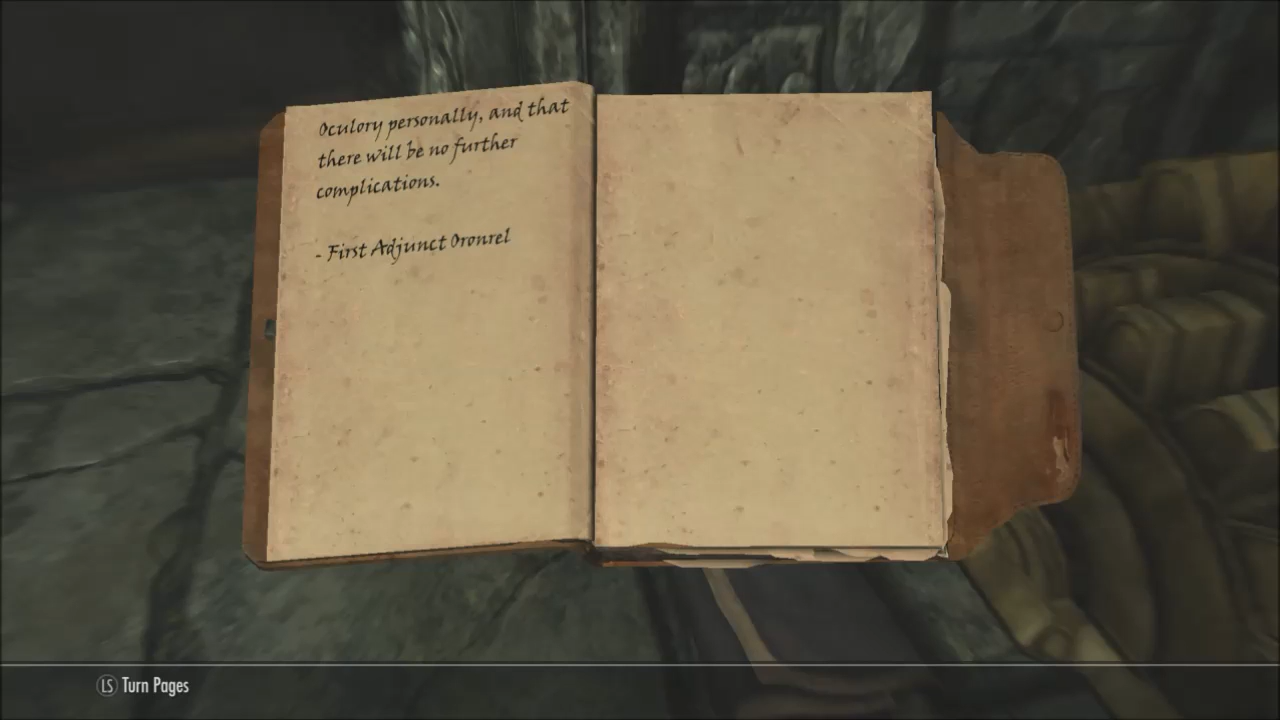 Oculory personally, and that
there will be no further
complications.
- First Adjunct Oronrel
LS Turn Pages